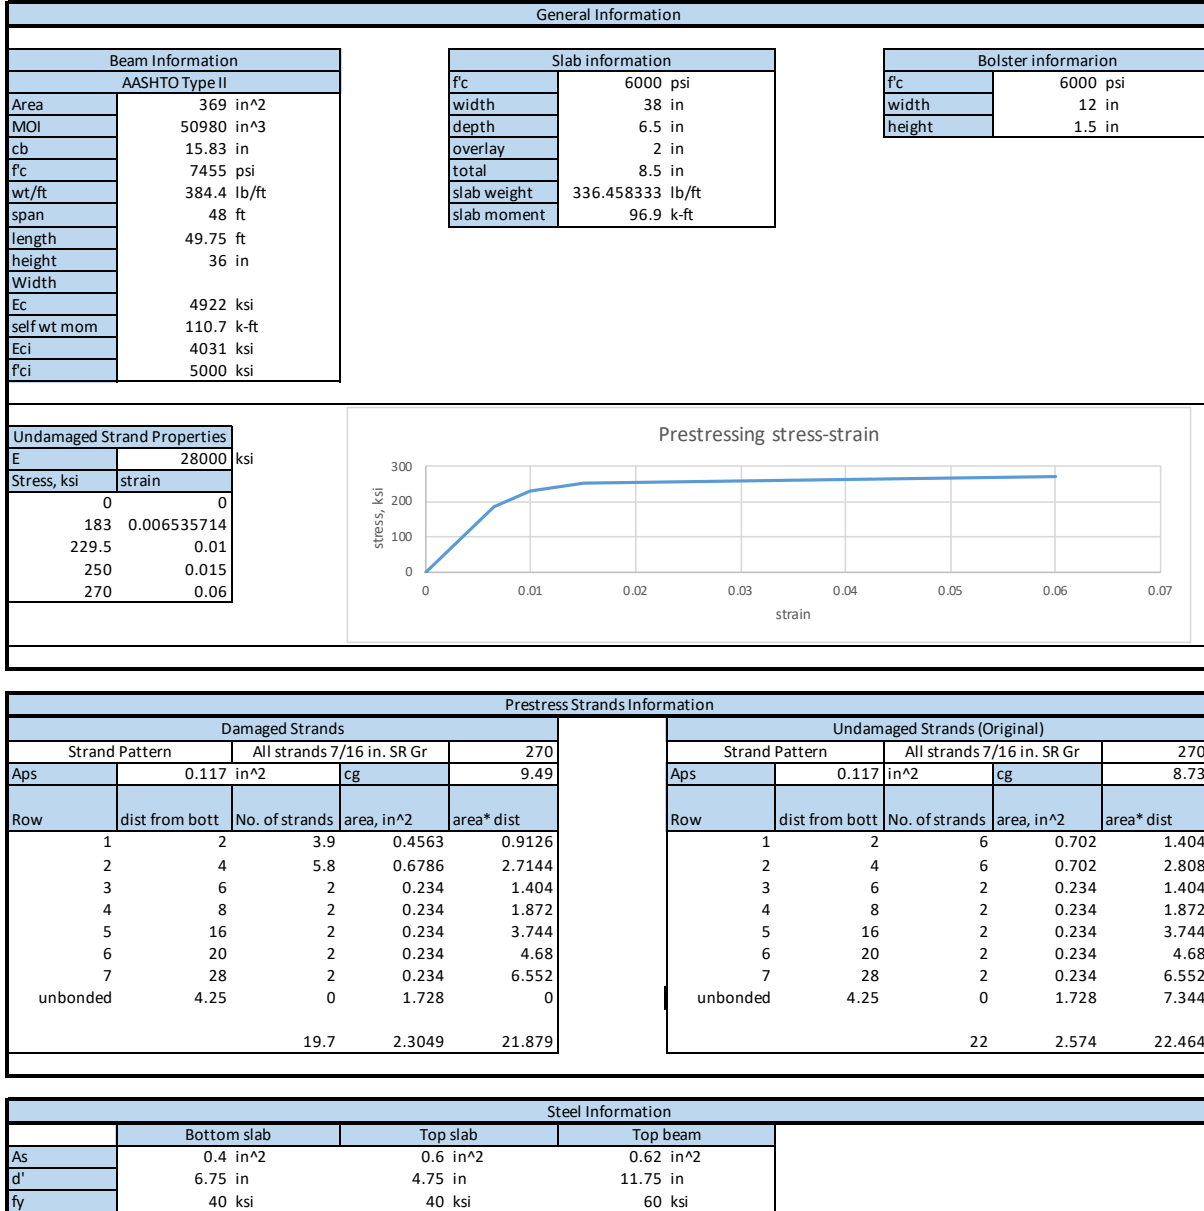 General Information
Beam Information Slab information Bolster informarion
AASHTO Type II f'c 6000 psi f'c 6000 psi
Area 369 in^2 width 38 in width 12 in
MOI 50980 in^3 depth 6.5 in height 1.5 in
cb 15.83 in overlay 2 in
f'c 7455 psi total 8.5 in
wt/ft 384.4 lb/ft slab weight 336.458333 lb/ft
span 48 ft slab moment 96.9 k-ft
length 49.75 ft
height 36 in
Width
Ec 4922 ksi
self wt mom 110.7 k-ft
Eci 4031 ksi
f'ci 5000 ksi
Undamaged Strand Properties
E 28000 ksi
Stress, ksi strain
0 0
183 0.006535714
229.5 0.01
250 0.015
270 0.06
Prestressing stress-strain
stress, ksi
300
200
100
0
0 0.01 0.02 0.03 0.04 0.05 0.06 0.07
strain
Prestress Strands Information
Damaged Strands Undamaged Strands (Original)
Strand Pattern All strands 7/16 in. SR Gr 270 Strand Pattern All strands 7/16 in. SR Gr 270
Aps 0.117 in^2 cg 9.49 Aps 0.117 in^2 cg 8.73
Row dist from bott No. of strands area, in^2 area* dist Row dist from bott No. of strands area, in^2 area* dist
1 2 3.9 0.4563 0.9126 1 2 6 0.702 1.404
2 4 5.8 0.6786 2.7144 2 4 6 0.702 2.808
3 6 2 0.234 1.404 3 6 2 0.234 1.404
4 8 2 0.234 1.872 4 8 2 0.234 1.872
5 16 2 0.234 3.744 5 16 2 0.234 3.744
6 20 2 0.234 4.68 6 20 2 0.234 4.68
7 28 2 0.234 6.552 7 28 2 0.234 6.552
unbonded 4.25 0 1.728 0 unbonded 4.25 0 1.728 7.344
19.7 2.3049 21.879 22 2.574 22.464
Steel Information
Bottom slab Top slab Top beam
As 0.4 in^2 0.6 in^2 0.62 in^2
d' 6.75 in 4.75 in 11.75 in
fy 40 ksi 40 ksi 60 ksi